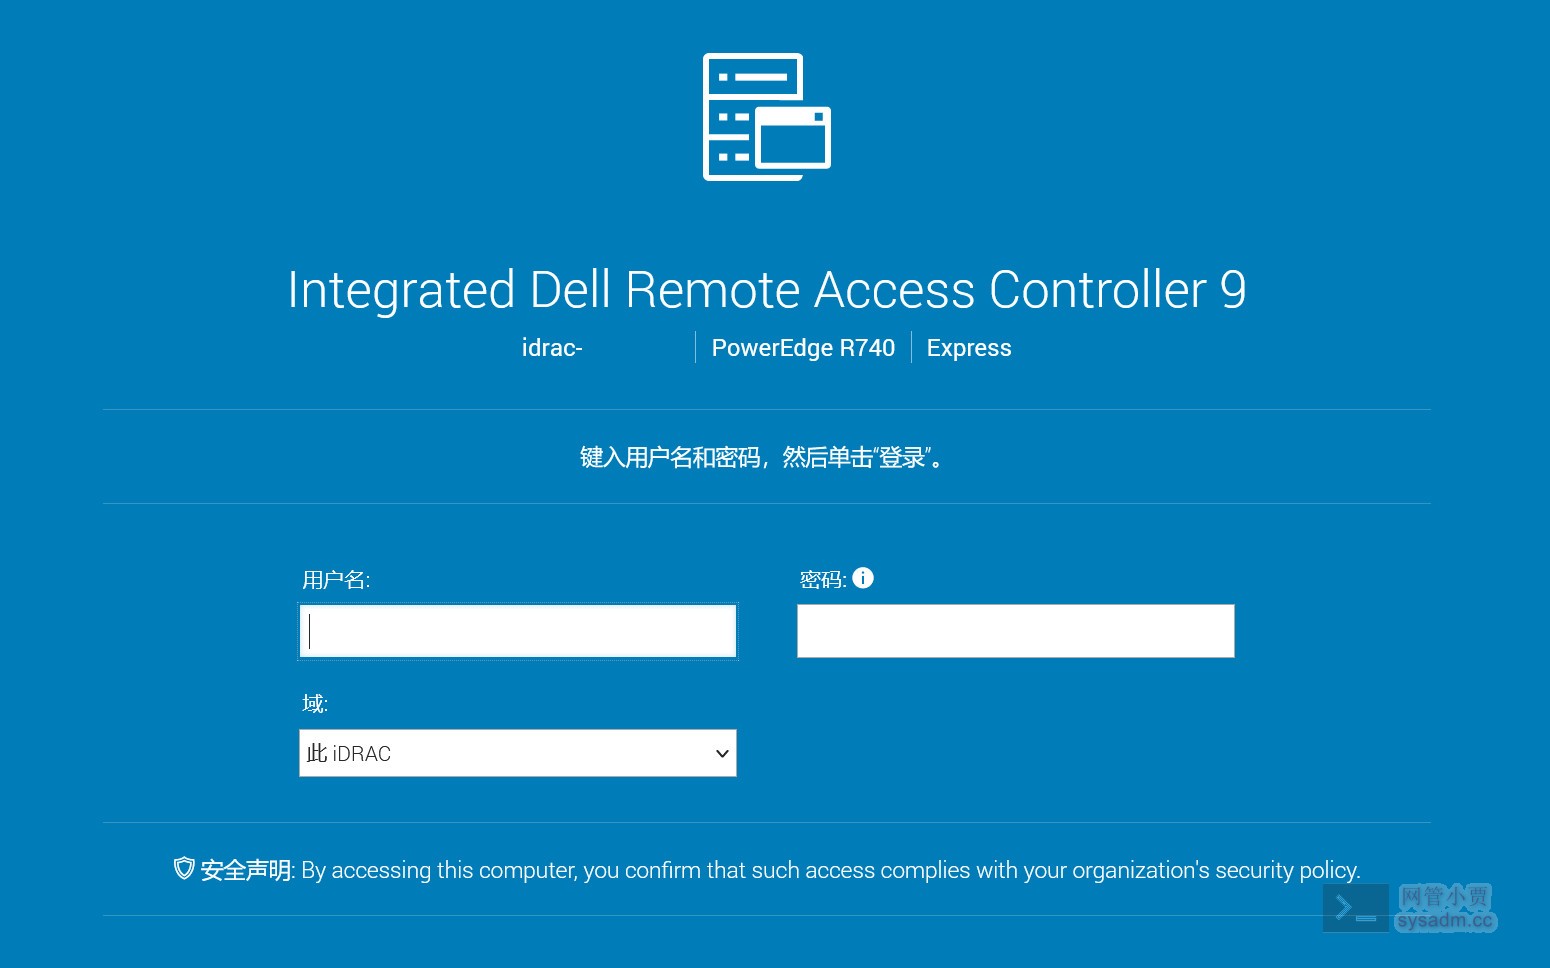 Integrated Dell Remote Access Controller 9
idrac- PowerEdge R740 Express
键入用户名和密码，然后单击“登录”。
用户名: 密码:
域:
此 iDRAC
安全声明: By accessing this computer, you confirm that such access complies with your organization's security policy.
网管小贾
sysadm.cc